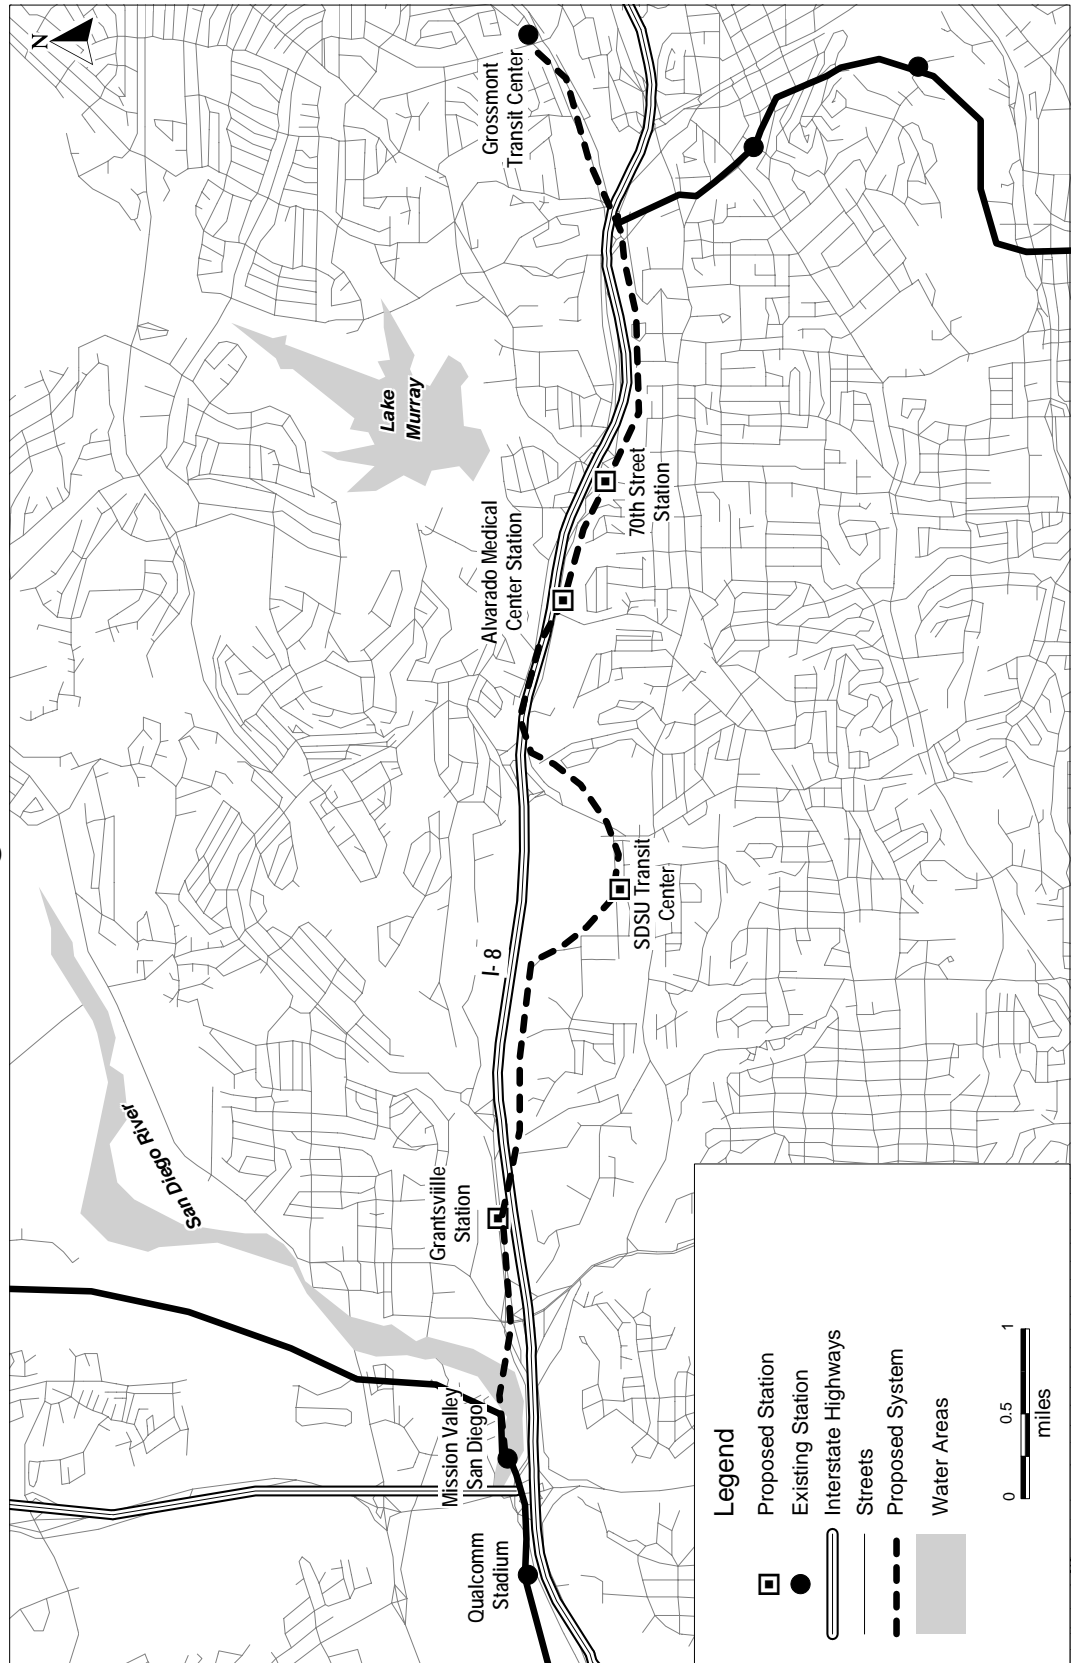 N
Grossmont
Transit Center
Lake
Murray
Alvarado Medical
Center Station
70th Street
Station
SDSU Transit
Center
I-8
San Diego River
Grantsville
Station
Mission Valley
San Diego
Qualcomm
Stadium
Legend
Proposed Station
Existing Station
Interstate Highways
Streets
Proposed System
Water Areas
0 0.5 1
miles